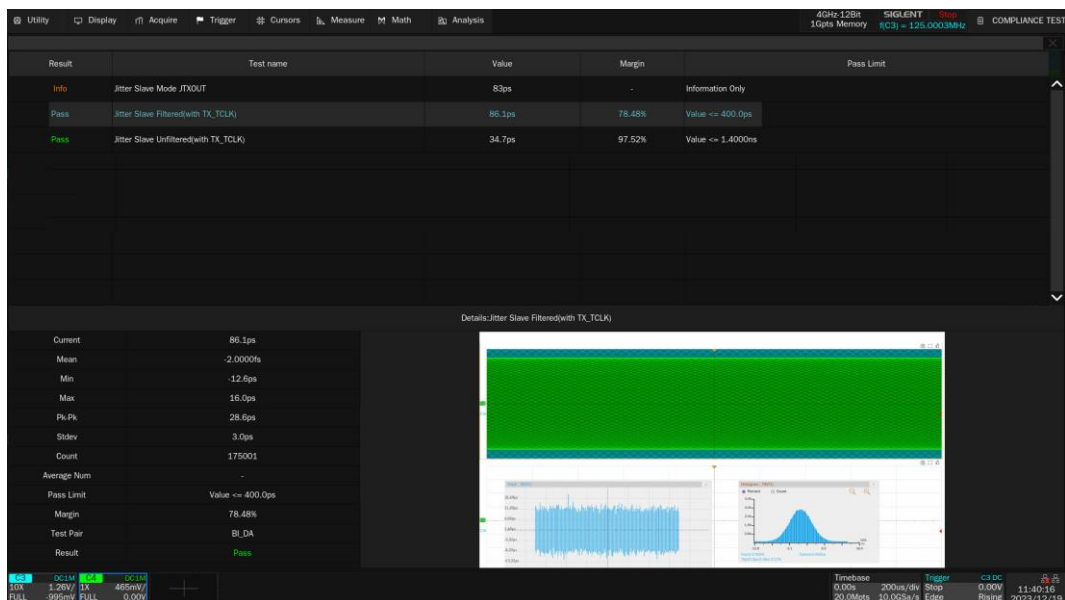 Utility Display Acquire Trigger Cursors Measure Math Analysis 4GHz-12Bit SIGLENT Stop COMPLIANCE TEST
1Gpts Memory f(C3) = 125.0003MHz
Result Test name Value Margin Pass Limit
Info Jitter Slave Mode JTXOUT 83ps - Information Only
Pass Jitter Slave Filtered(with TX_TCLK) 86.1ps 78.48% Value <= 400.0ps
Pass Jitter Slave Unfiltered(with TX_TCLK) 34.7ps 97.52% Value <= 1.4000ns
Details:Jitter Slave Filtered(with TX_TCLK)
Current 86.1ps
Mean -2.0000fs
Min -12.6ps
Max 16.0ps
Pk-Pk 28.6ps
Stdev 3.0ps
Count 175001
Average Num -
Pass Limit Value <= 400.0ps
Margin 78.48%
Test Pair BI_DA
Result Pass
C3 DC1M C4 DC1M Timebase Trigger C3 DC
10X 1.26V/ 1X 465mV/ 0.00s 200us/div Stop 0.00V 11:40:16
FULL -995mV FULL 0.00V 20.0Mpts 10.0GSa/s Edge Rising 2023/12/19